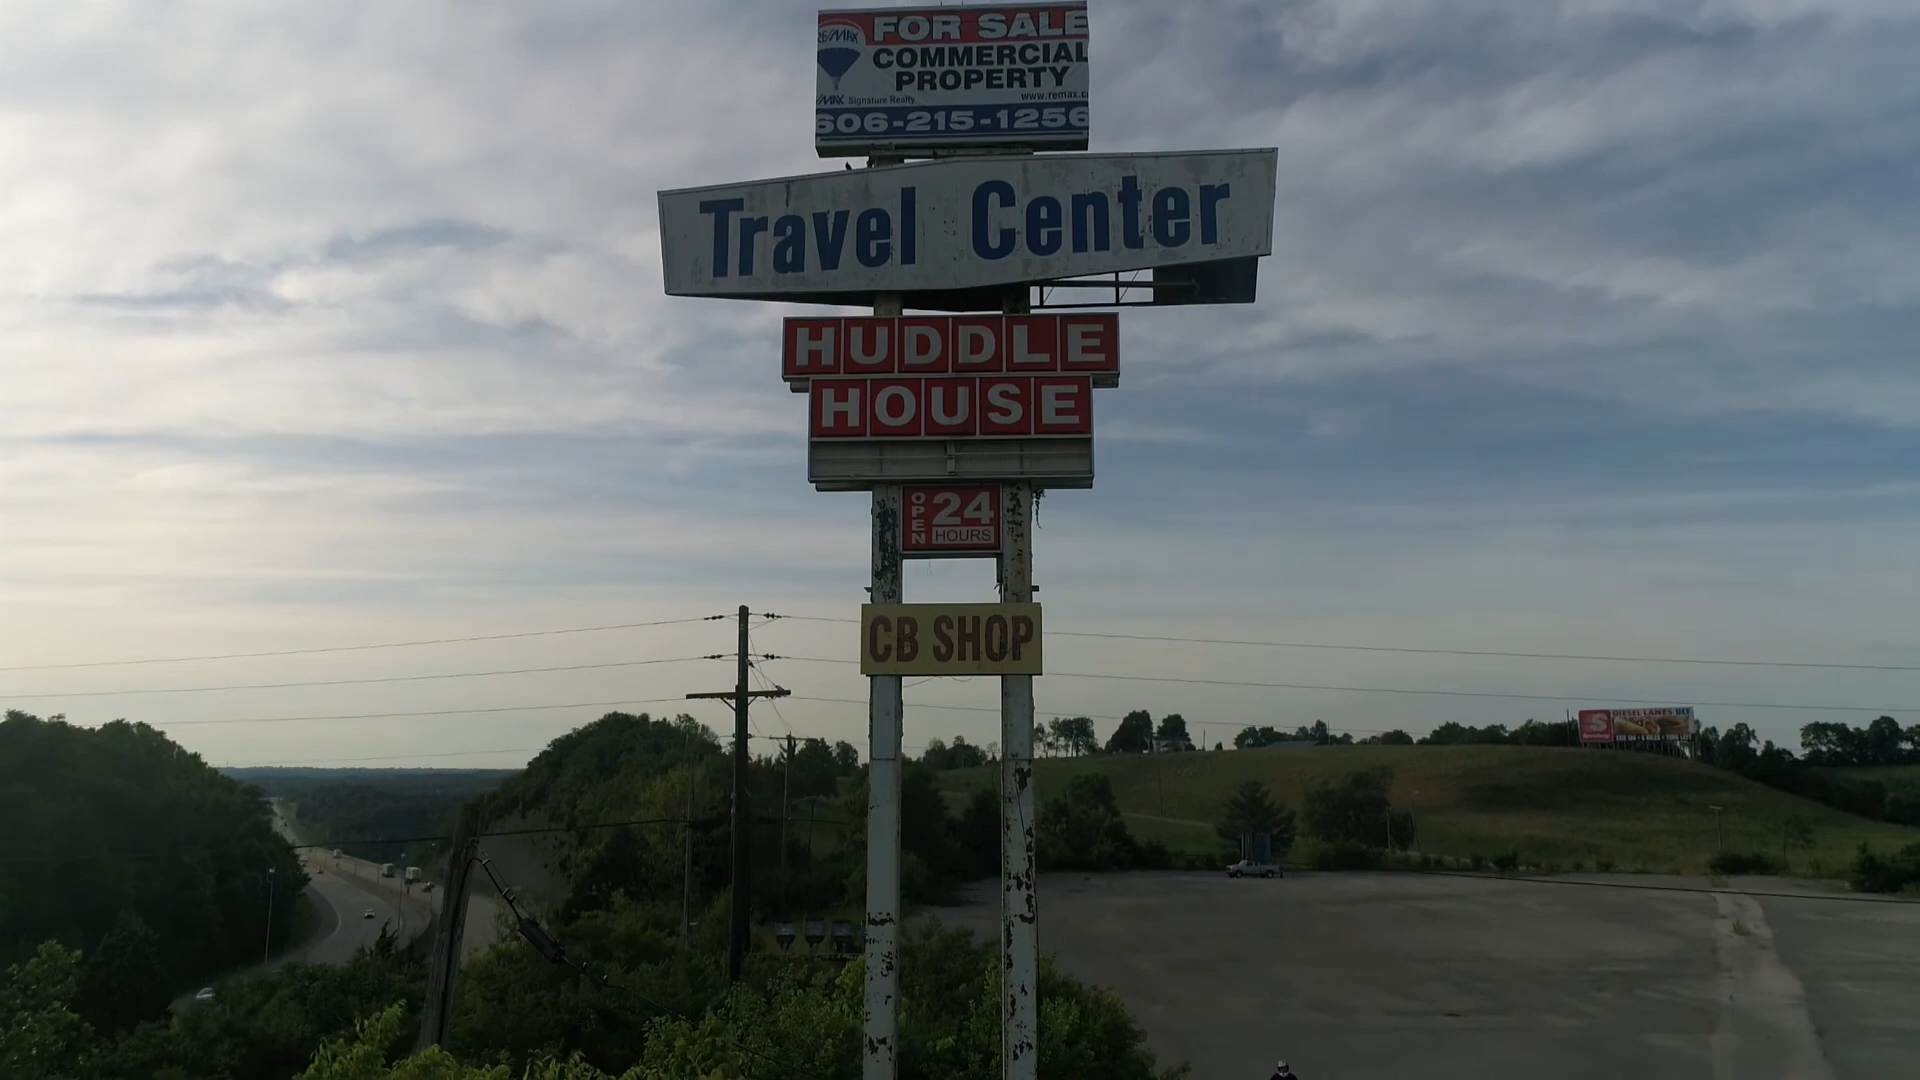 FOR SALE
RE/MAX
COMMERCIAL
PROPERTY
Signature Realty
www.remax.c
606-215-1256
Travel Center
HUDDLE
HOUSE
OPEN
24
HOURS
CB SHOP
DIESEL LANES